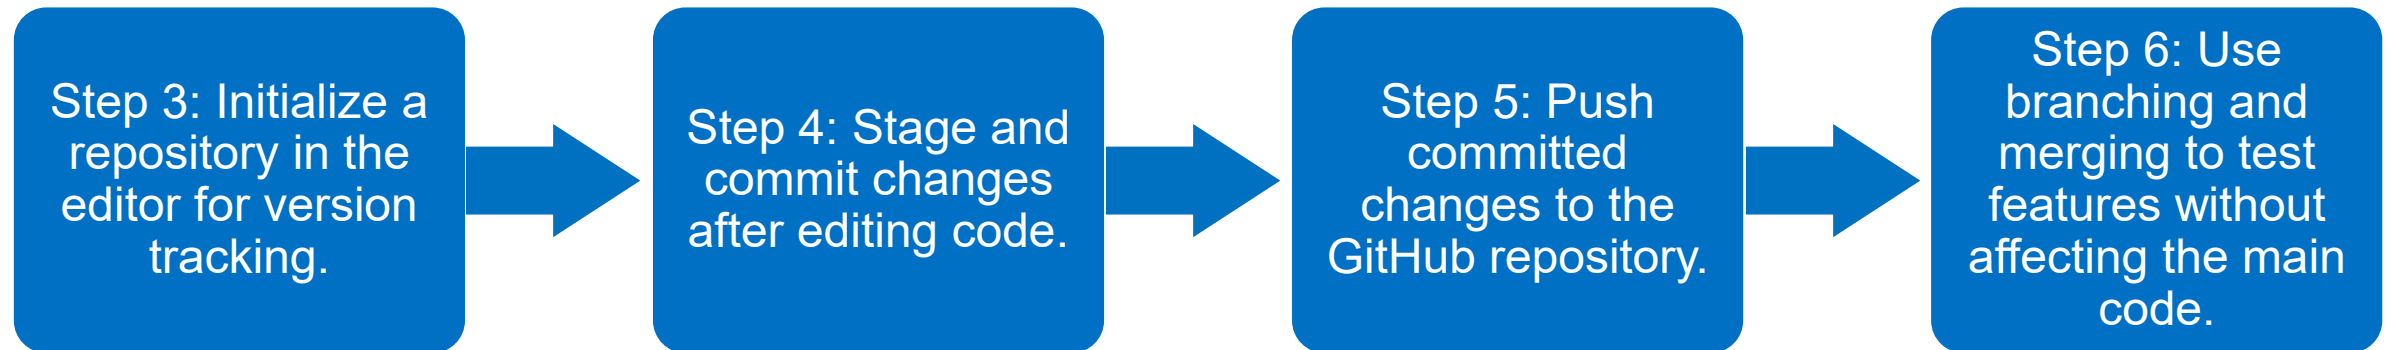 Step 3: Initialize a
repository in the
editor for version
tracking.
Step 4: Stage and
commit changes
after editing code.
Step 5: Push
committed
changes to the
GitHub repository.
Step 6: Use
branching and
merging to test
features without
affecting the main
code.